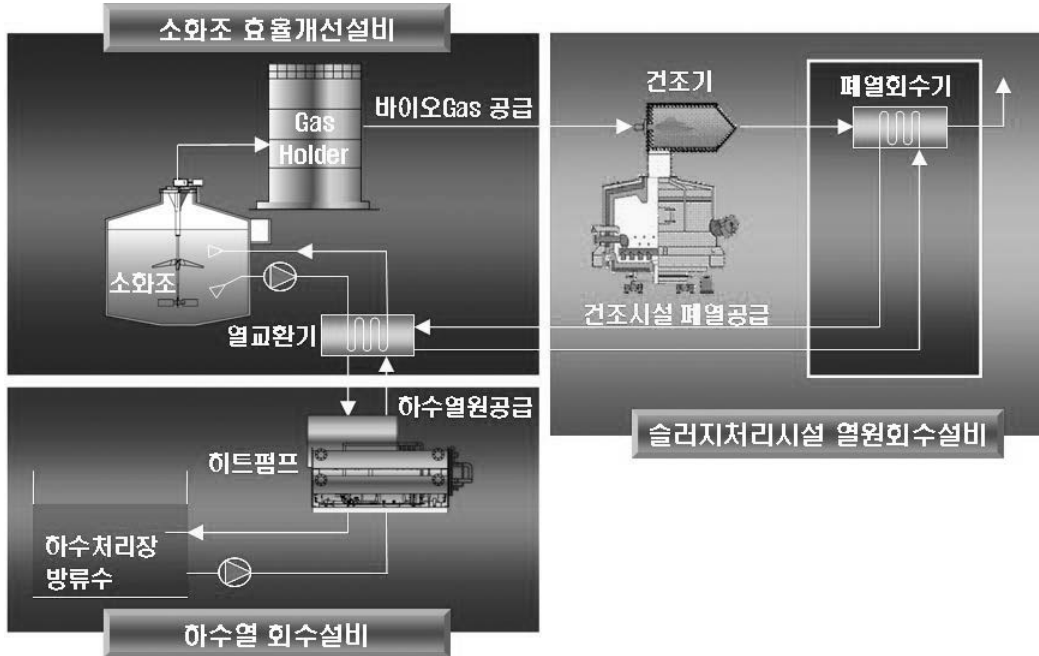 소화조 효율개선설비
Gas
Holder
바이오Gas 공급
소화조
열교환기
건조기
폐열회수기
건조시설 폐열공급
슬러지처리시설 열원회수설비
하수열원공급
히트펌프
하수처리장
방류수
하수열 회수설비